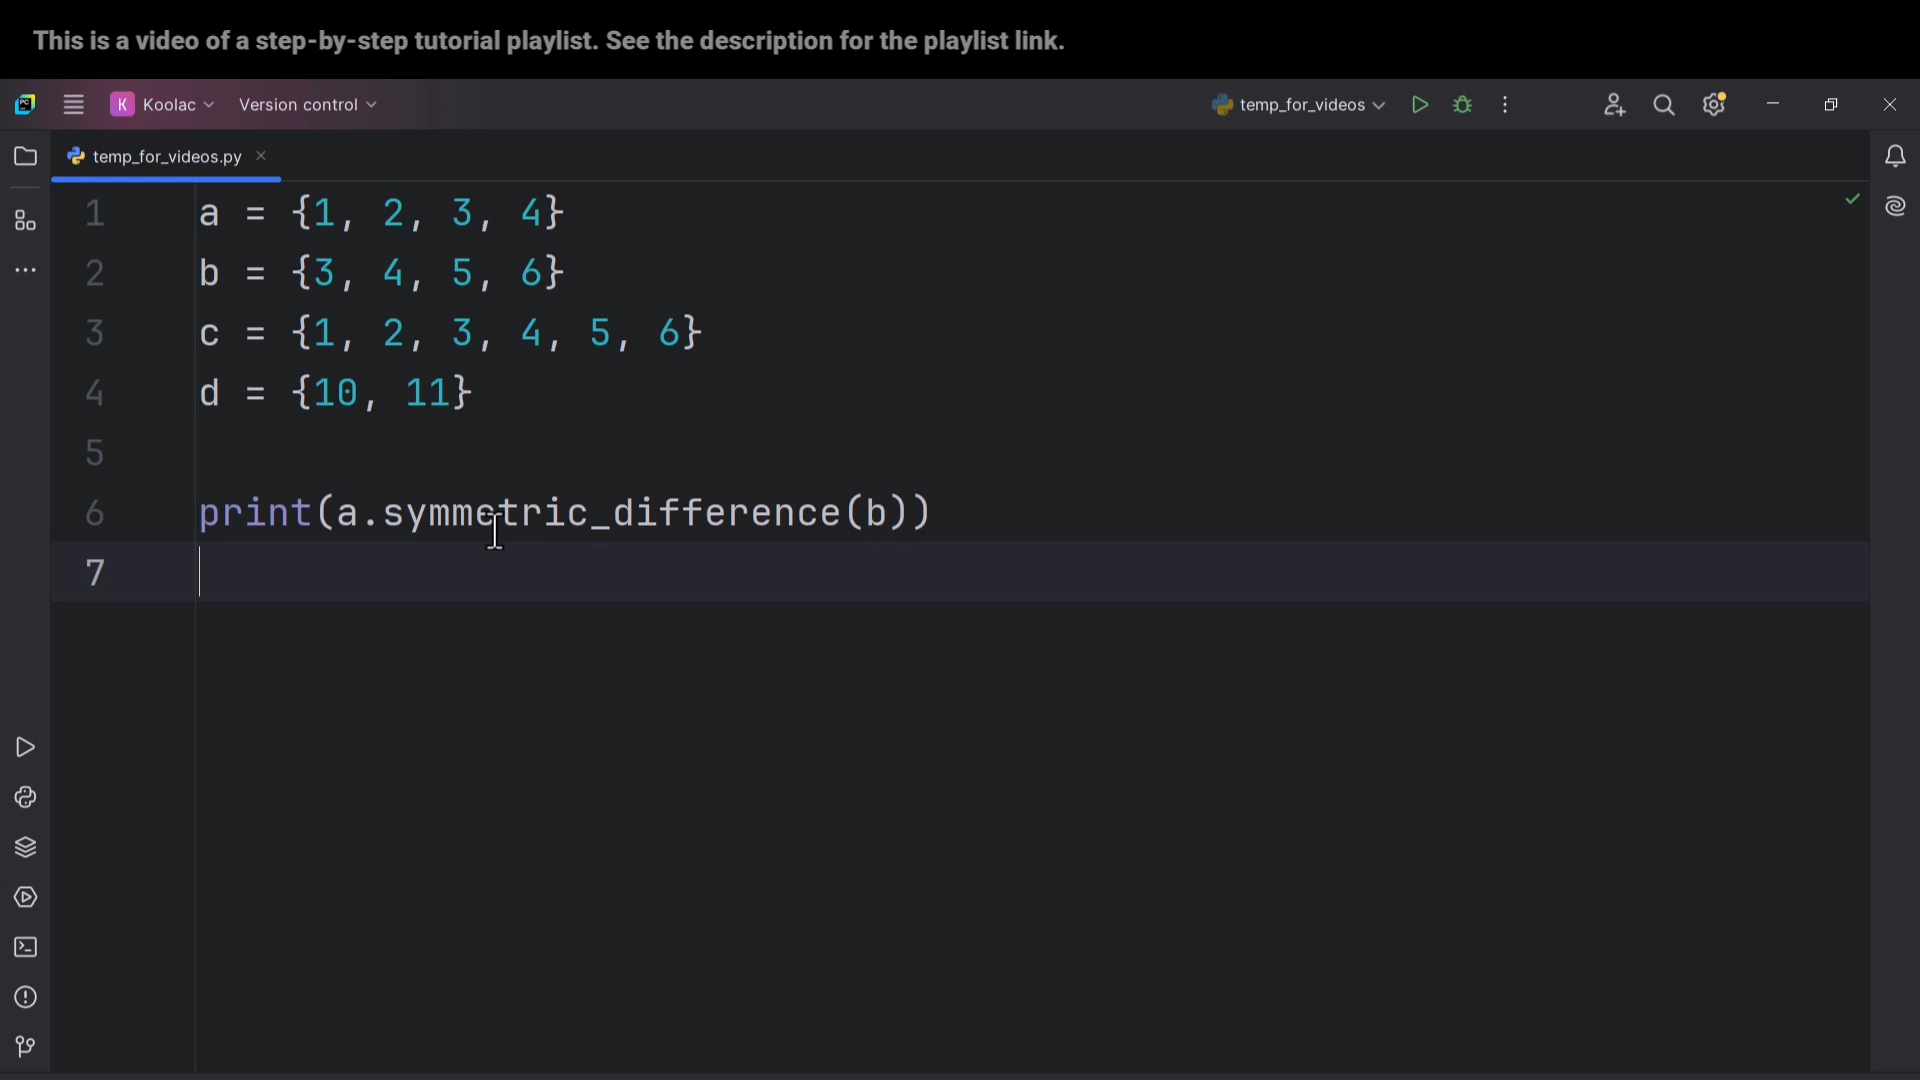 This is a video of a step-by-step tutorial playlist. See the description for the playlist link.
K Koolac Version control temp_for_videos
temp_for_videos.py
1 a = {1, 2, 3, 4}
2 b = {3, 4, 5, 6}
3 c = {1, 2, 3, 4, 5, 6}
4 d = {10, 11}
5
6 print(a.symmetric_difference(b))
7